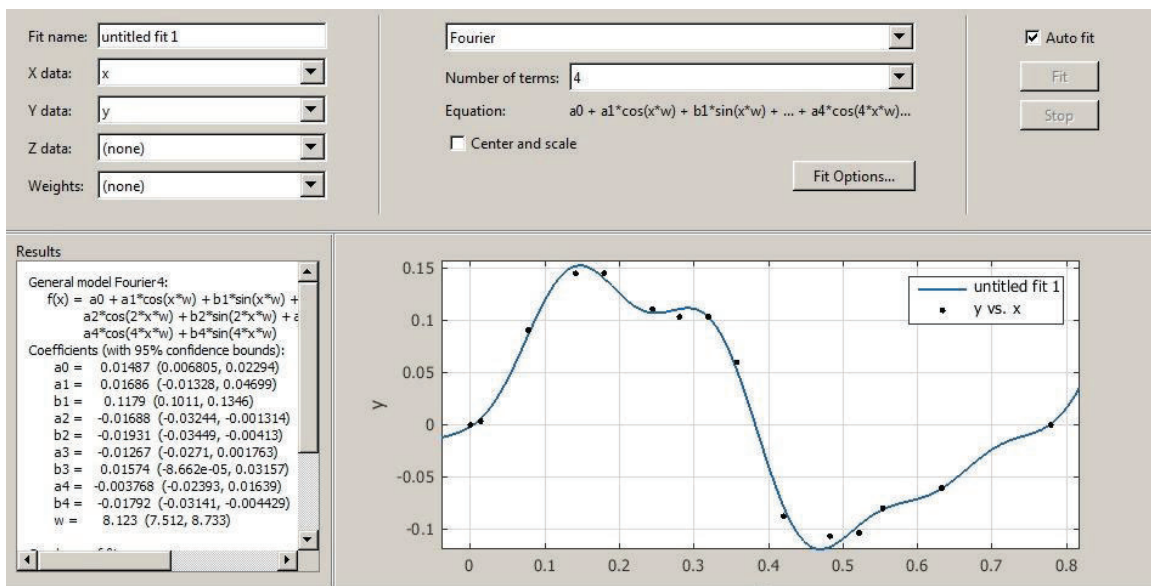 Fit name: untitled fit 1
X data: x
Y data: y
Z data: (none)
Weights: (none)
Fourier
Number of terms: 4
Equation: a0 + a1*cos(x*w) + b1*sin(x*w) + ... + a4*cos(4*x*w)...
Center and scale
Fit Options...
Auto fit
Fit
Stop
Results
General model Fourier4:
f(x) = a0 + a1*cos(x*w) + b1*sin(x*w) +
a2*cos(2*x*w) + b2*sin(2*x*w) + a
a4*cos(4*x*w) + b4*sin(4*x*w)
Coefficients (with 95% confidence bounds):
a0 = 0.01487 (0.006805, 0.02294)
a1 = 0.01686 (-0.01328, 0.04699)
b1 = 0.1179 (0.1011, 0.1346)
a2 = -0.01688 (-0.03244, -0.001314)
b2 = -0.01931 (-0.03449, -0.00413)
a3 = -0.01267 (-0.0271, 0.001763)
b3 = 0.01574 (-8.662e-05, 0.03157)
a4 = -0.003768 (-0.02393, 0.01639)
b4 = -0.01792 (-0.03141, -0.004429)
w = 8.123 (7.512, 8.733)
untitled fit 1
y vs. x
y
0.15
0.1
0.05
0
-0.05
-0.1
0 0.1 0.2 0.3 0.4 0.5 0.6 0.7 0.8